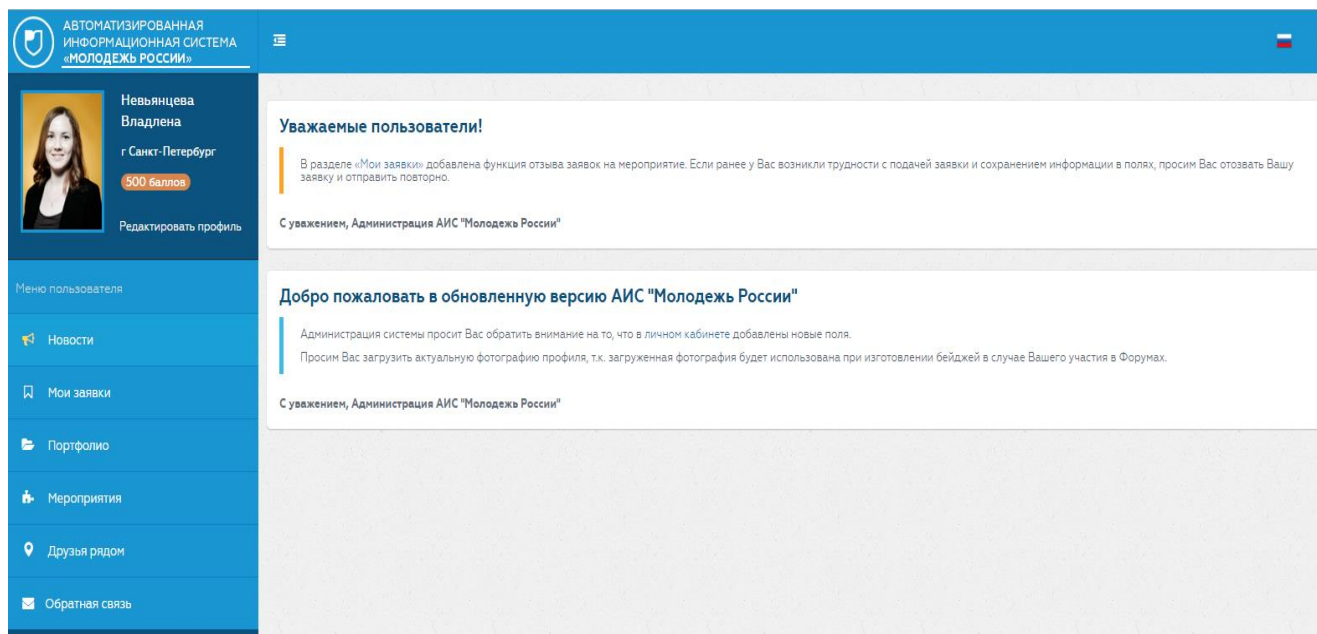 АВТОМАТИЗИРОВАННАЯ
ИНФОРМАЦИОННАЯ СИСТЕМА
«МОЛОДЕЖЬ РОССИИ»
Невьянцева
Владлена
г Санкт-Петербург
500 баллов
Редактировать профиль
Меню пользователя
Новости
Мои заявки
Портфолио
Мероприятия
Друзья рядом
Обратная связь
Уважаемые пользователи!
В разделе «Мои заявки» добавлена функция отзыва заявок на мероприятие. Если ранее у Вас возникли трудности с подачей заявки и сохранением информации в полях, просим Вас отозвать Вашу
заявку и отправить повторно.
С уважением, Администрация АИС "Молодежь России"
Добро пожаловать в обновленную версию АИС "Молодежь России"
Администрация системы просит Вас обратить внимание на то, что в личном кабинете добавлены новые поля.
Просим Вас загрузить актуальную фотографию профиля, т.к. загруженная фотография будет использована при изготовлении бейджей в случае Вашего участия в Форумах.
С уважением, Администрация АИС "Молодежь России"